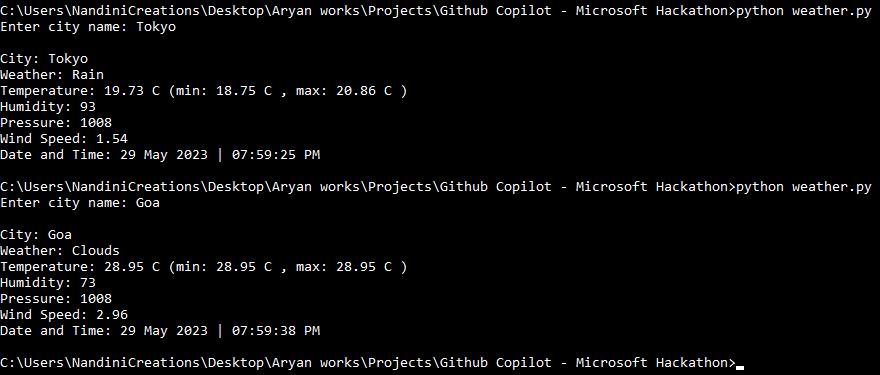 C:\Users\NandiniCreations\Desktop\Aryan works\Projects\Github Copilot - Microsoft Hackathon>python weather.py
Enter city name: Tokyo
City: Tokyo
Weather: Rain
Temperature: 19.73 C (min: 18.75 C , max: 20.86 C )
Humidity: 93
Pressure: 1008
Wind Speed: 1.54
Date and Time: 29 May 2023 | 07:59:25 PM
C:\Users\NandiniCreations\Desktop\Aryan works\Projects\Github Copilot - Microsoft Hackathon>python weather.py
Enter city name: Goa
City: Goa
Weather: Clouds
Temperature: 28.95 C (min: 28.95 C , max: 28.95 C )
Humidity: 73
Pressure: 1008
Wind Speed: 2.96
Date and Time: 29 May 2023 | 07:59:38 PM
C:\Users\NandiniCreations\Desktop\Aryan works\Projects\Github Copilot - Microsoft Hackathon>